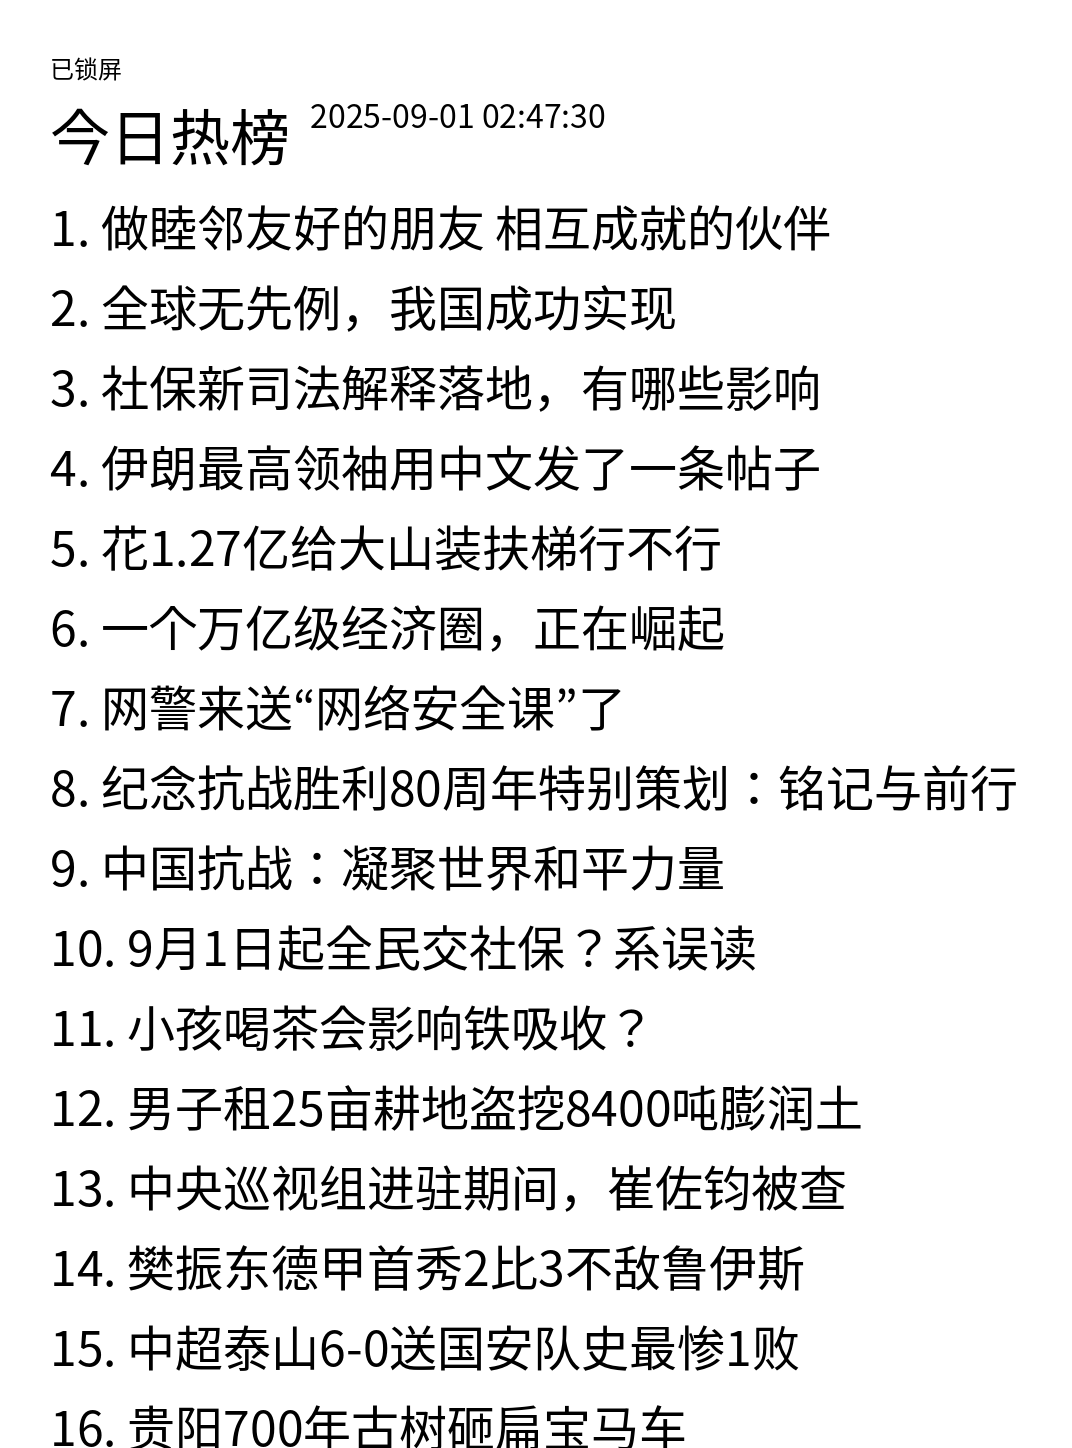 已锁屏
今日热榜 2025-09-01 02:47:30
1. 做睦邻友好的朋友 相互成就的伙伴
2. 全球无先例，我国成功实现
3. 社保新司法解释落地，有哪些影响
4. 伊朗最高领袖用中文发了一条帖子
5. 花1.27亿给大山装扶梯行不行
6. 一个万亿级经济圈，正在崛起
7. 网警来送“网络安全课”了
8. 纪念抗战胜利80周年特别策划：铭记与前行
9. 中国抗战：凝聚世界和平力量
10. 9月1日起全民交社保？系误读
11. 小孩喝茶会影响铁吸收？
12. 男子租25亩耕地盗挖8400吨膨润土
13. 中央巡视组进驻期间，崔佐钧被查
14. 樊振东德甲首秀2比3不敌鲁伊斯
15. 中超泰山6-0送国安队史最惨1败
16. 贵阳700年古树砸扁宝马车